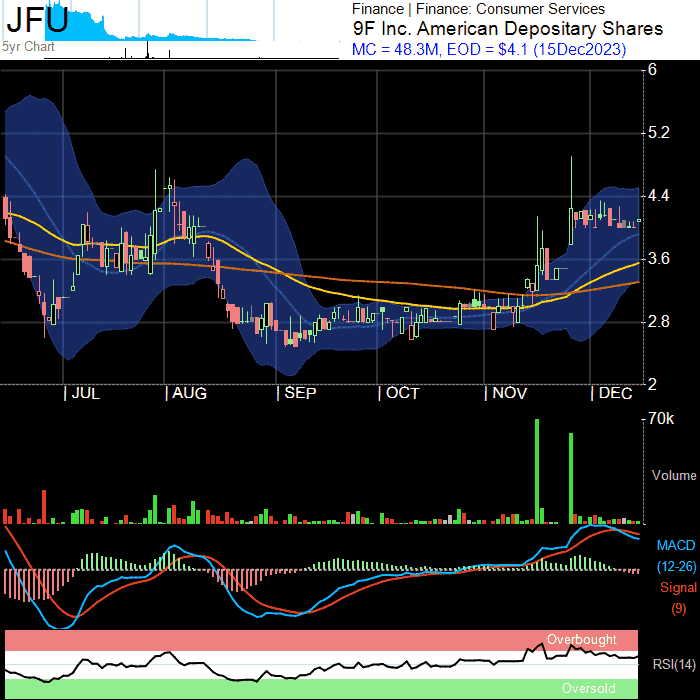 JFU
5yr Chart
Finance | Finance: Consumer Services
9F Inc. American Depositary Shares
MC = 48.3M, EOD = $4.1 (15Dec2023)
6
5.2
4.4
3.6
2.8
2
| JUL | AUG | SEP | OCT | NOV | DEC
70k
Volume
MACD
(12-26)
Signal
(9)
Overbought
RSI(14)
Oversold